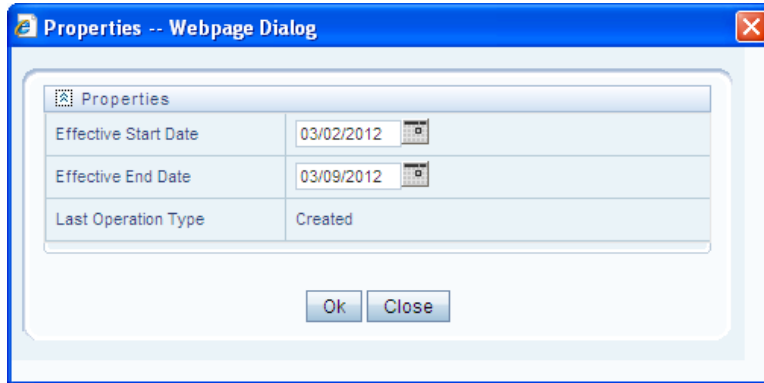 Properties -- Webpage Dialog
Properties
Effective Start Date 03/02/2012
Effective End Date 03/09/2012
Last Operation Type Created
Ok Close